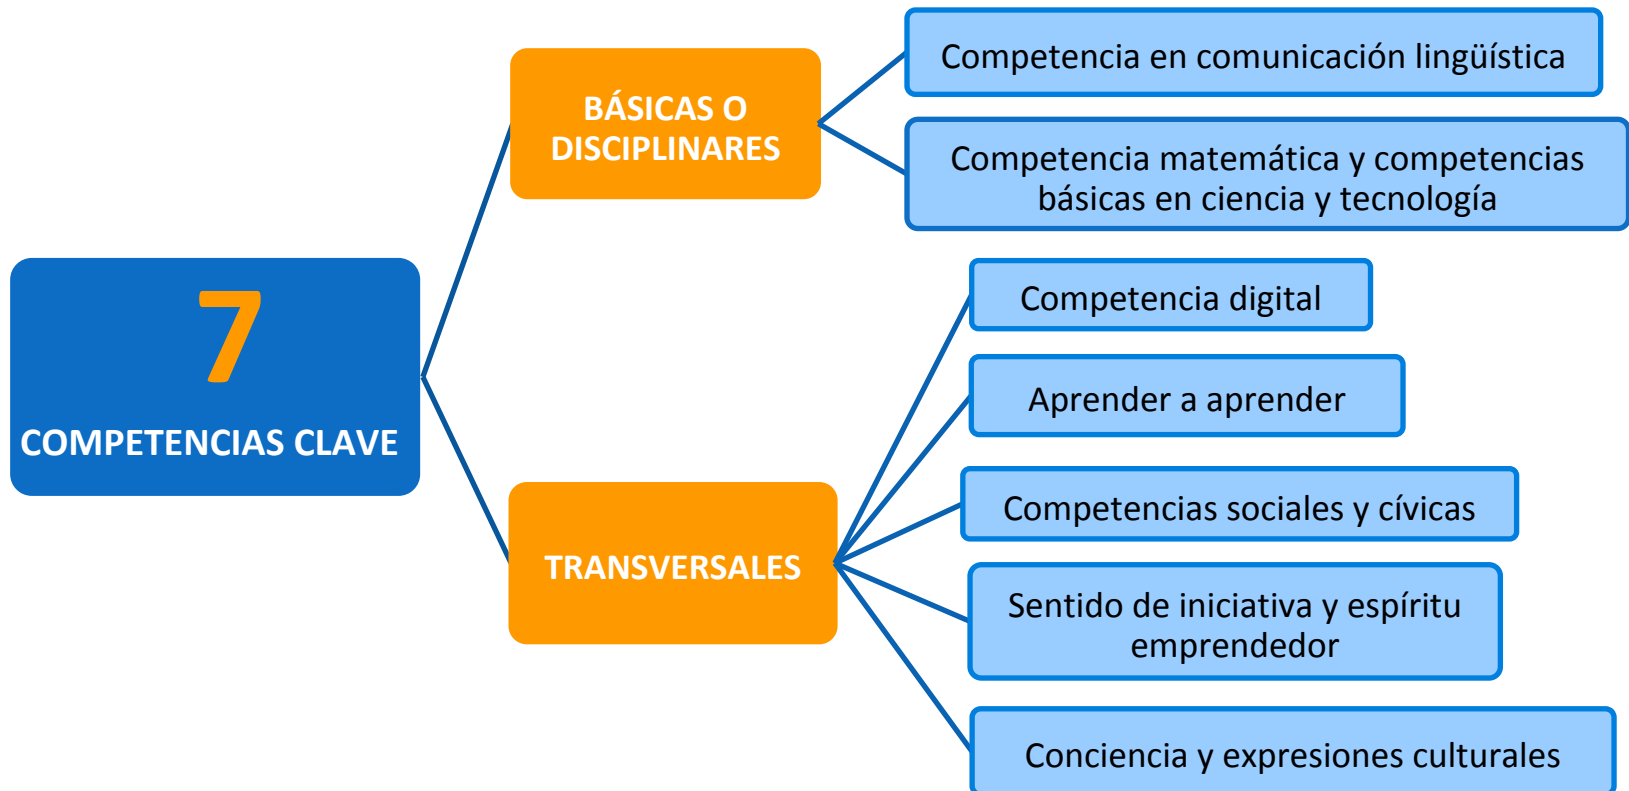 7
COMPETENCIAS CLAVE
BÁSICAS O
DISCIPLINARES
Competencia en comunicación lingüística
Competencia matemática y competencias
básicas en ciencia y tecnología
TRANSVERSALES
Competencia digital
Aprender a aprender
Competencias sociales y cívicas
Sentido de iniciativa y espíritu
emprendedor
Conciencia y expresiones culturales